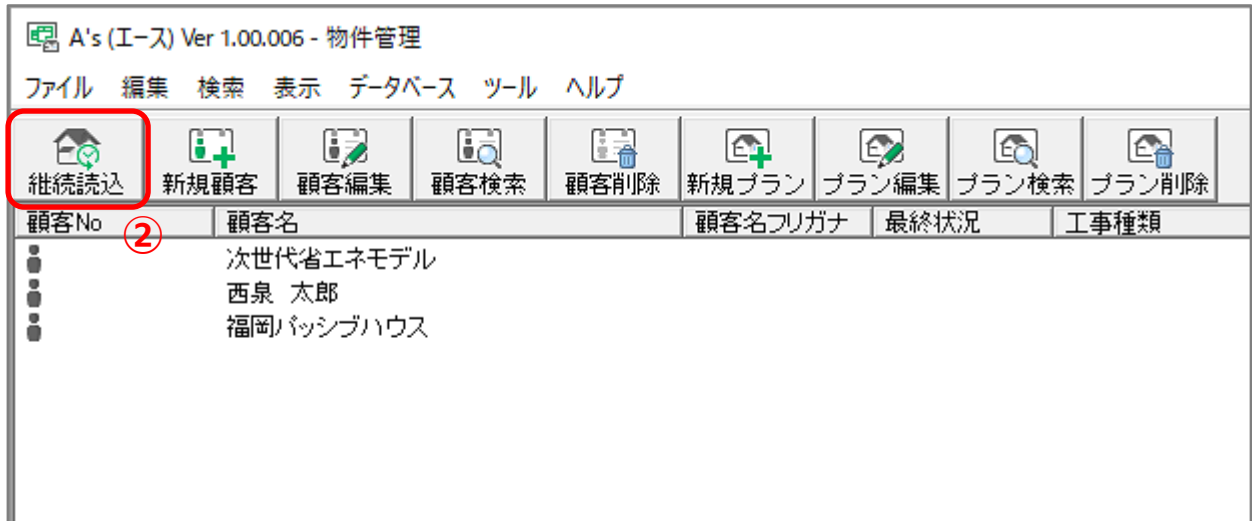 A's (エース) Ver 1.00.006 - 物件管理
ファイル 編集 検索 表示 データベース ツール ヘルプ
継続読込 新規顧客 顧客編集 顧客検索 顧客削除 新規プラン プラン編集 プラン検索 プラン削除
顧客No ② 顧客名 顧客名フリガナ 最終状況 工事種類
次世代省エネモデル
西泉 太郎
福岡パッシブハウス